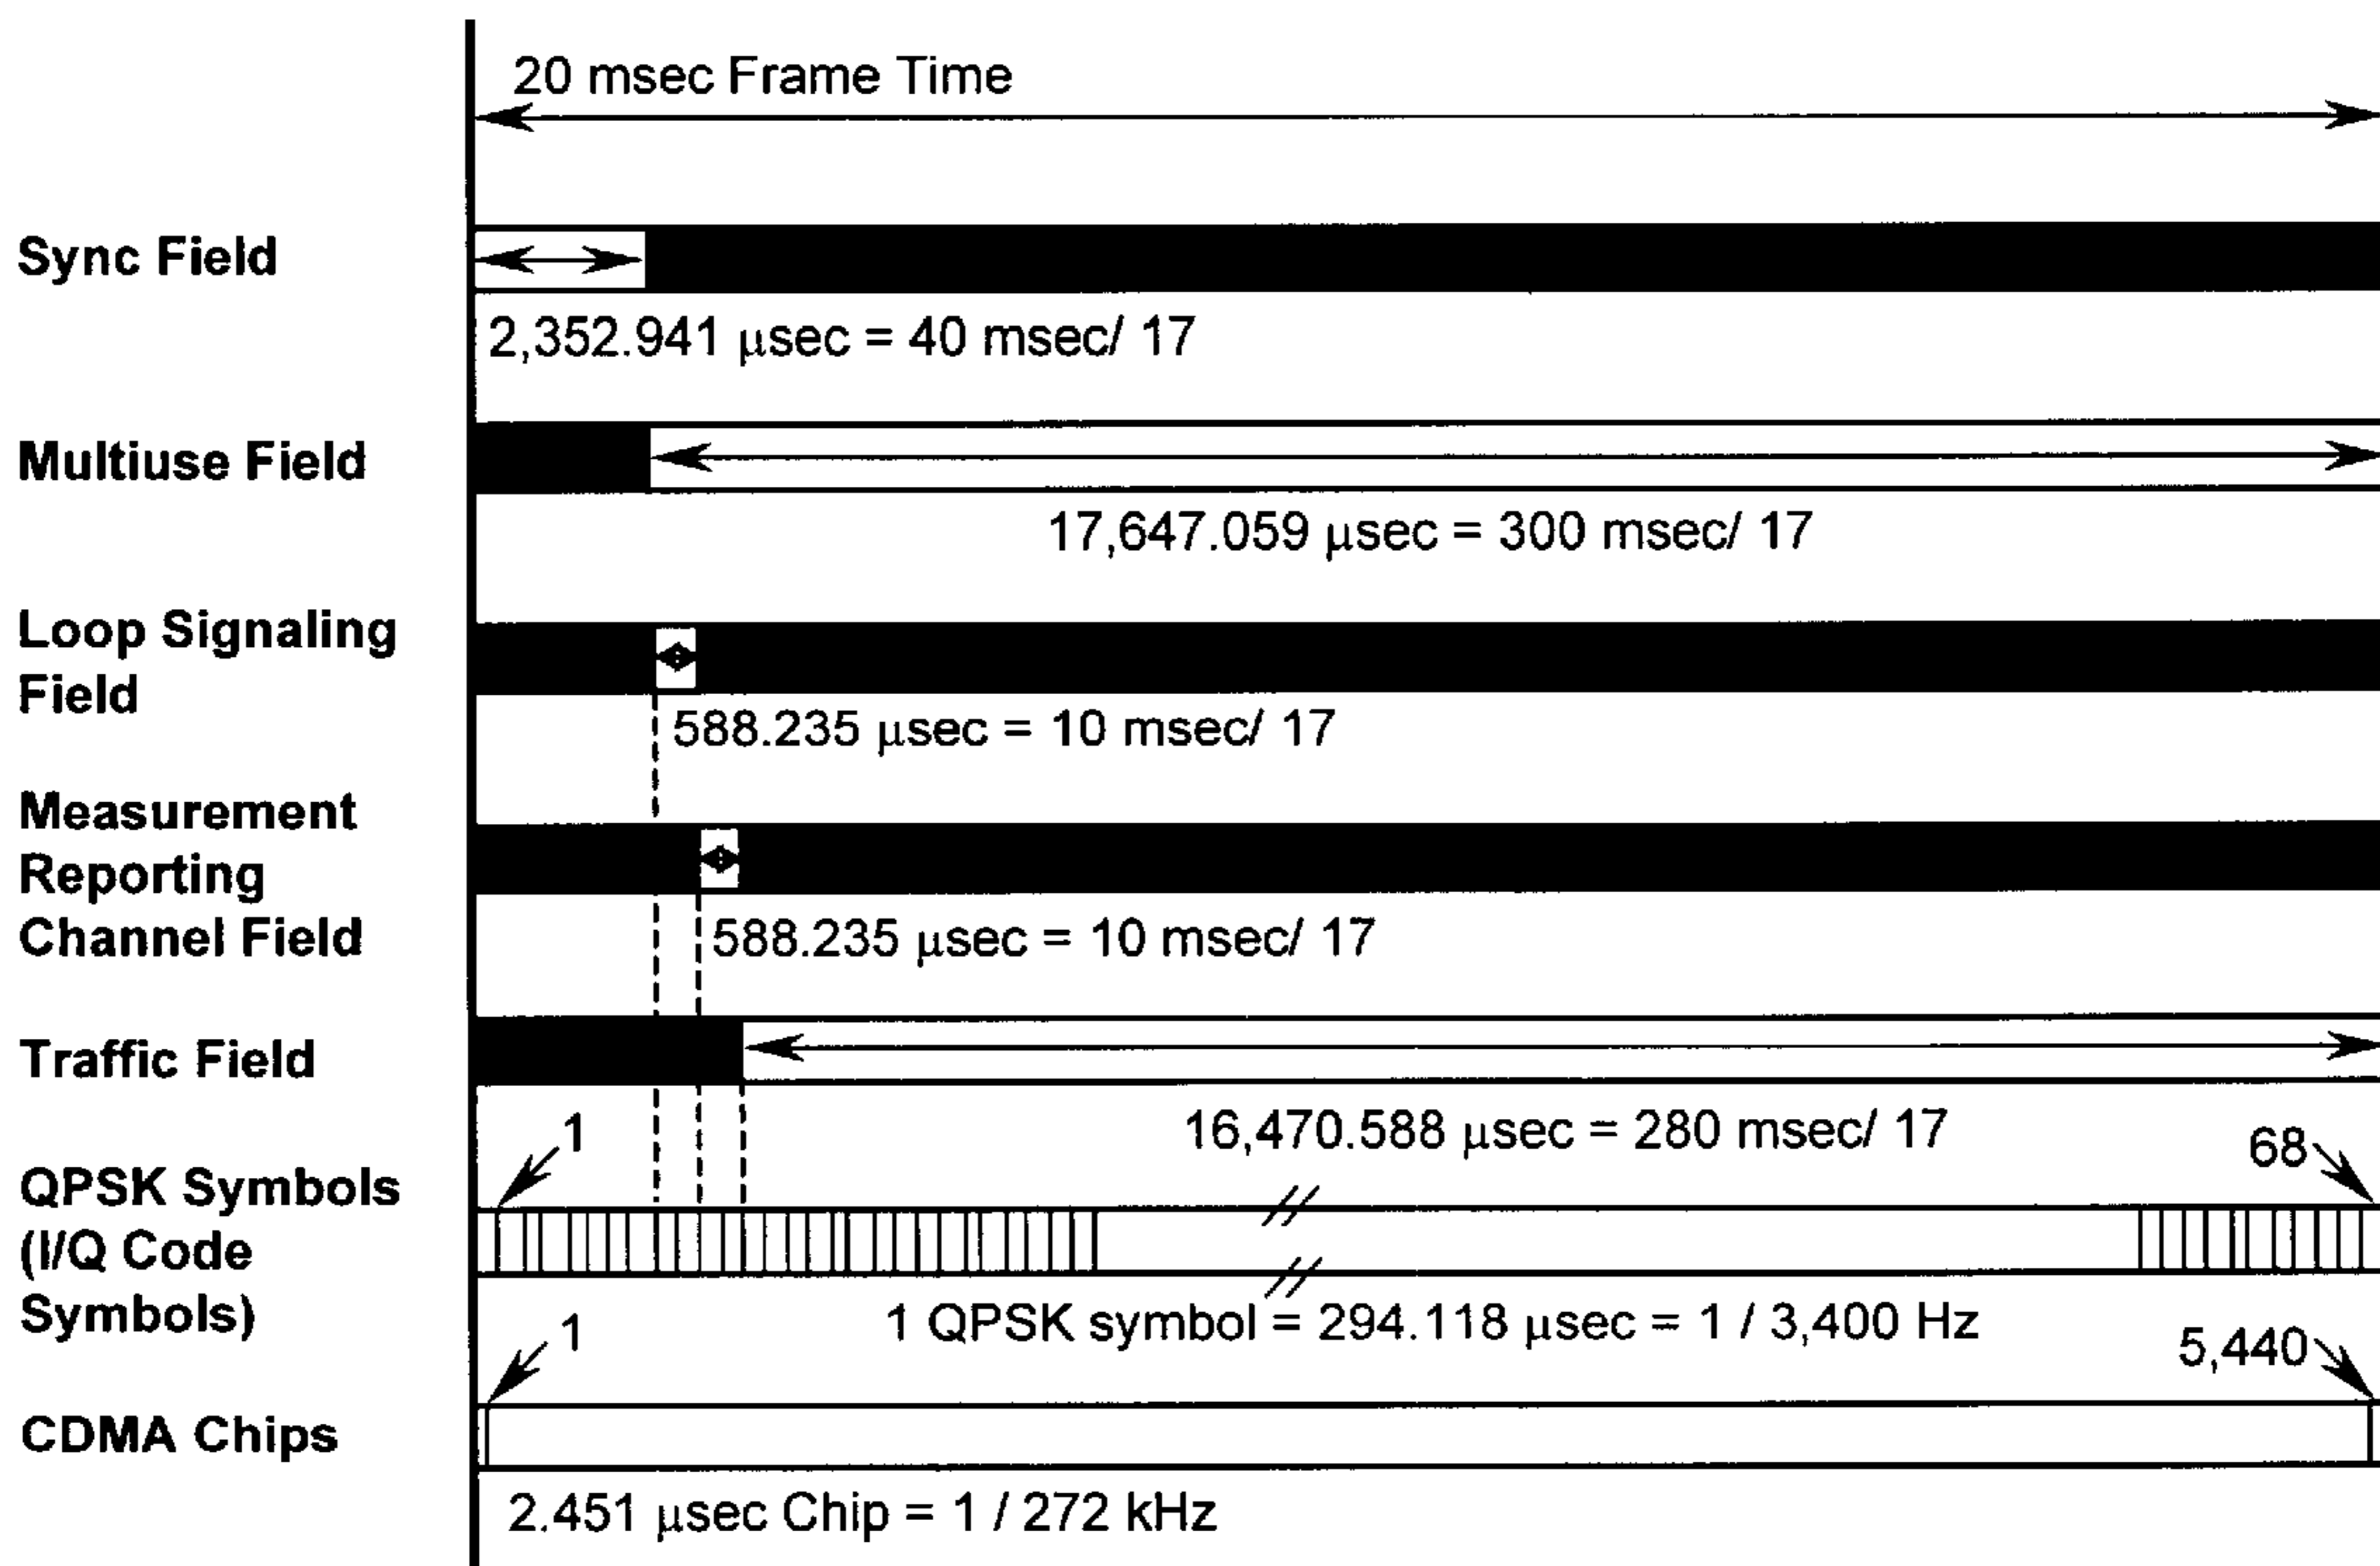 20 msec Frame Time
Sync Field
2,352.941 μsec = 40 msec/ 17
Multiuse Field
17,647.059 μsec = 300 msec/ 17
Loop Signaling
Field
588.235 μsec = 10 msec/ 17
Measurement
Reporting
Channel Field
588.235 μsec = 10 msec/ 17
Traffic Field
1
16,470.588 μsec = 280 msec/ 17
68
QPSK Symbols
(I/Q Code
Symbols)
1 QPSK symbol = 294.118 μsec = 1 / 3,400 Hz
1
5,440
CDMA Chips
2.451 μsec Chip = 1 / 272 kHz